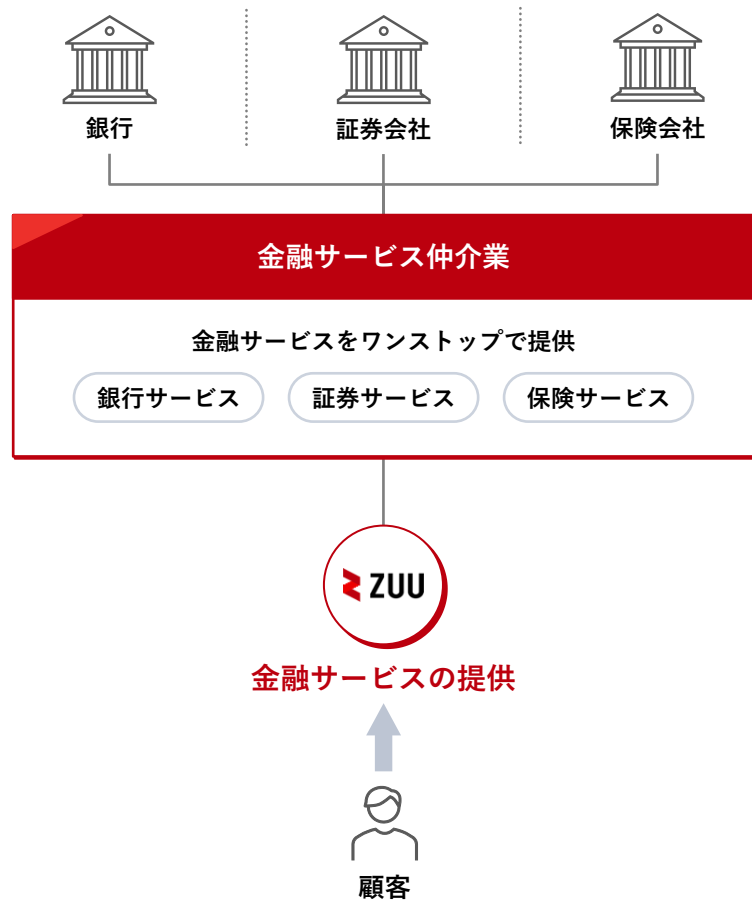 銀行
証券会社
保険会社
金融サービス仲介業
金融サービスをワンストップで提供
銀行サービス
証券サービス
保険サービス
ZUU
金融サービスの提供
顧客